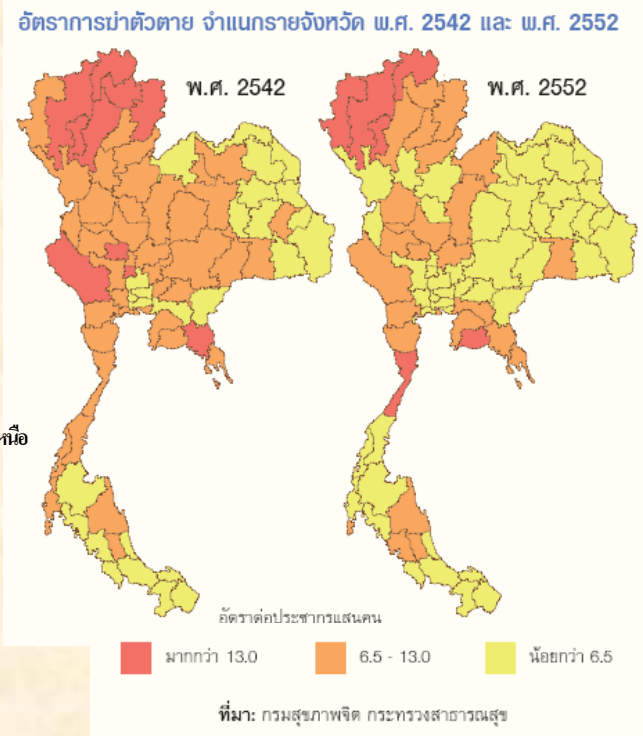 อัตราการฆ่าตัวตาย จำแนกรายจังหวัด พ.ศ. 2542 และ พ.ศ. 2552
พ.ศ. 2542
พ.ศ. 2552
หนือ
อัตราต่อประชากรแสนคน
มากกว่า 13.0
6.5 - 13.0
น้อยกว่า 6.5
ที่มา: กรมสุขภาพจิต กระทรวงสาธารณสุข